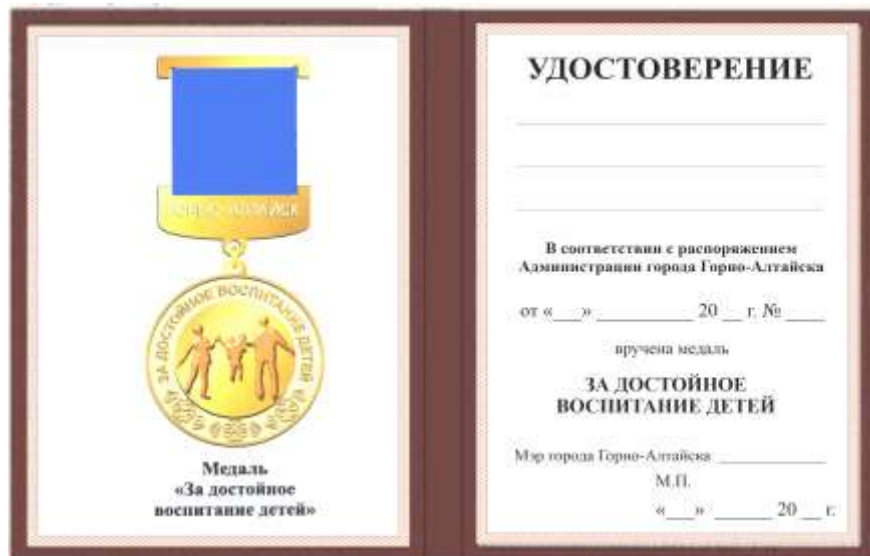 ГОРНО-АЛТАЙСК
ЗА ДОСТОЙНОЕ ВОСПИТАНИЕ ДЕТЕЙ
Медаль
«За достойное
воспитание детей»
УДОСТОВЕРЕНИЕ
В соответствии с распоряжением
Администрации города Горно-Алтайска
от «___» __________ 20 __ г. № ____
вручена медаль
ЗА ДОСТОЙНОЕ
ВОСПИТАНИЕ ДЕТЕЙ
Мэр города Горно-Алтайска ____________
М.П.
«___» ______ 20 __ г.